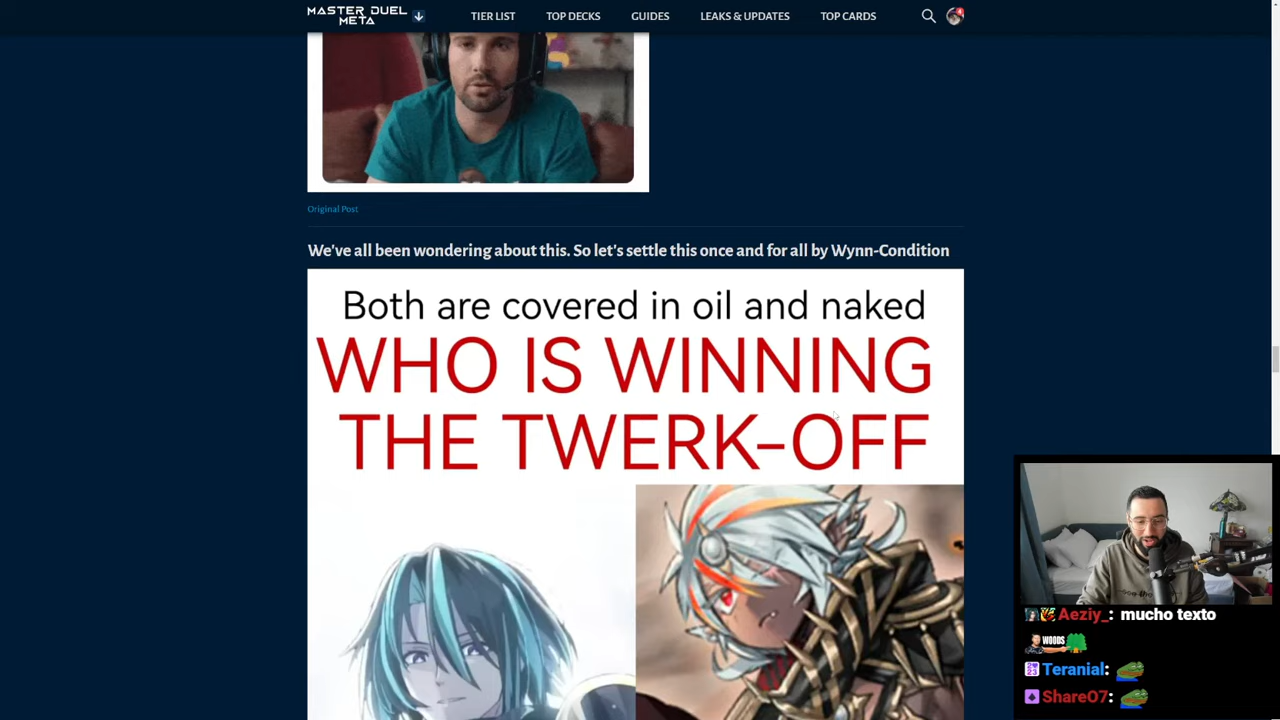 MASTER DUEL
META
TIER LIST
TOP DECKS
GUIDES
LEAKS & UPDATES
TOP CARDS
Original Post
We've all been wondering about this. So let's settle this once and for all by Wynn-Condition
Both are covered in oil and naked
WHO IS WINNING
THE TWERK-OFF
Aeziy_: mucho texto
WOODS
Teranial:
ShareO7: